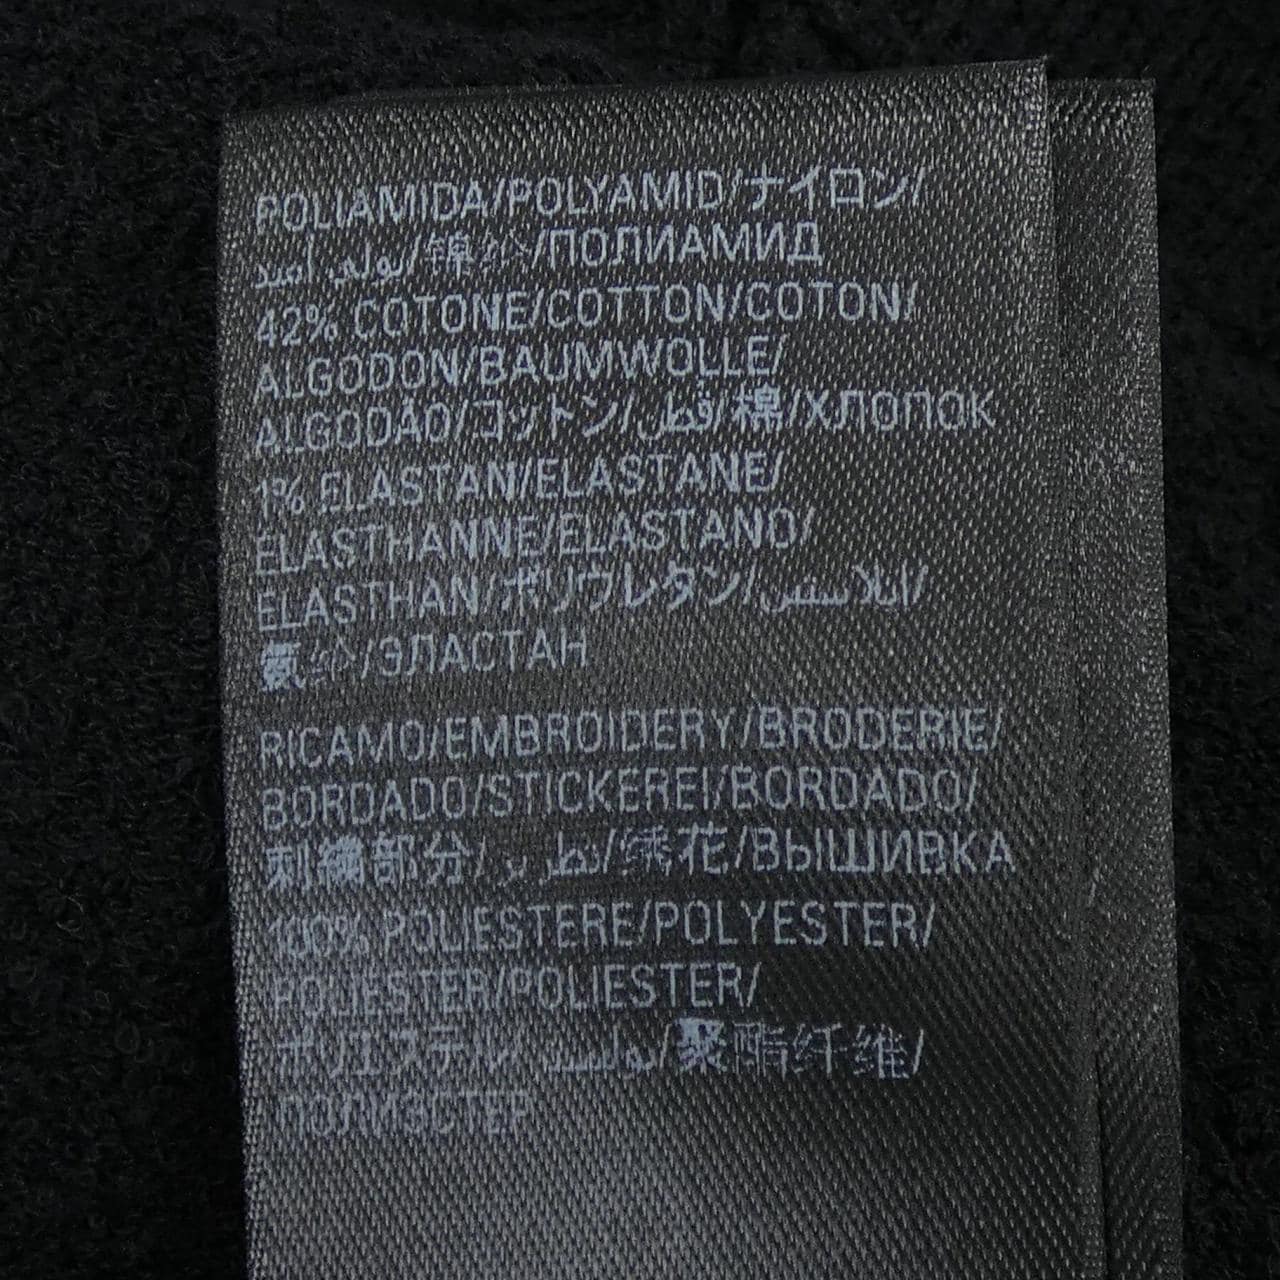 POLIAMIDA/POLYAMID/ナイロン/
بولي أميد/锦纶/ПОЛИАМИД
42% COTONE/COTTON/COTON/
ALGODON/BAUMWOLLE/
ALGODÃO/コットン/قطن/棉/ХЛОПОК
1% ELASTAN/ELASTANE/
ELASTHANNE/ELASTANO/
ELASTHAN/ポリウレタン/
氨纶/ЭЛАСТАН
RICAMO/EMBROIDERY/BRODERIE/
BORDADO/STICKEREI/BORDADO/
刺繍部分/تطريز/绣花/ВЫШИВКА
100% POLIESTERE/POLYESTER/
POLIESTER/POLIESTER/
ポリエステル 聚酯纤维/
ПОЛИЭСТЕР